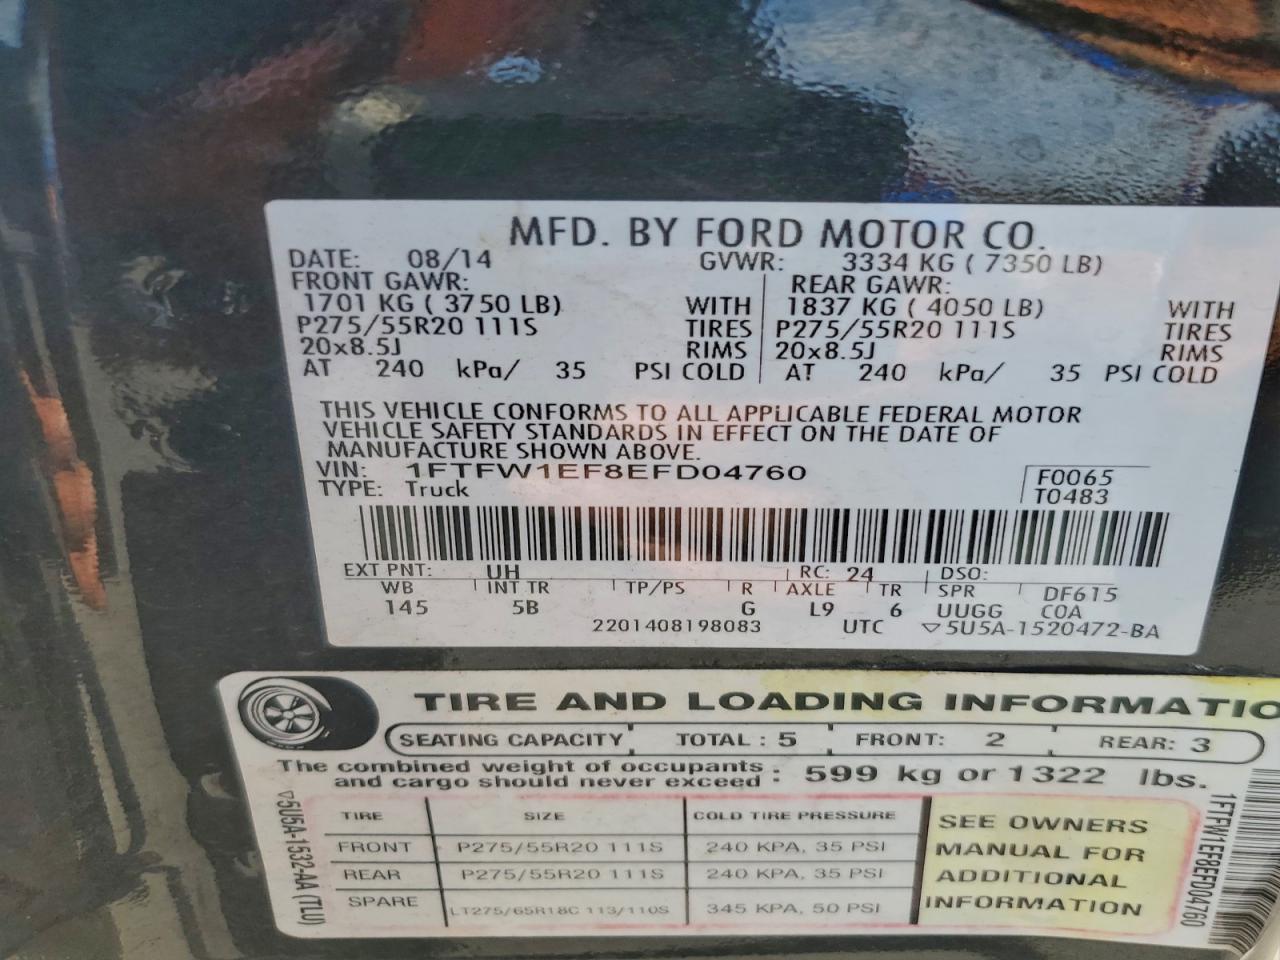 MFD. BY FORD MOTOR CO.
DATE: 08/14 GVWR: 3334 KG ( 7350 LB)
FRONT GAWR: REAR GAWR:
1701 KG ( 3750 LB) WITH 1837 KG ( 4050 LB) WITH
P275/55R20 111S TIRES P275/55R20 111S TIRES
20x8.5J RIMS 20x8.5J RIMS
AT 240 kPa/ 35 PSI COLD AT 240 kPa/ 35 PSI COLD
THIS VEHICLE CONFORMS TO ALL APPLICABLE FEDERAL MOTOR
VEHICLE SAFETY STANDARDS IN EFFECT ON THE DATE OF
MANUFACTURE SHOWN ABOVE.
VIN: 1FTFW1EF8EFD04760 F0065
TYPE: Truck T0483
EXT PNT: UH RC: 24 DSO:
WB INT TR TP/PS R AXLE TR SPR DF615
145 5B G L9 6 UUGG C0A
2201408198083 UTC ▽5U5A-1520472-BA
TIRE AND LOADING INFORMATIO
SEATING CAPACITY TOTAL : 5 FRONT: 2 REAR: 3
The combined weight of occupants
and cargo should never exceed : 599 kg or 1322 lbs.
TIRE SIZE COLD TIRE PRESSURE
FRONT P275/55R20 111S 240 KPA, 35 PSI
REAR P275/55R20 111S 240 KPA, 35 PSI
SPARE LT275/65R18C 113/110S 345 KPA, 50 PSI
SEE OWNERS
MANUAL FOR
ADDITIONAL
INFORMATION
▽5U5A-1532-AA (TLU)
1FTFW1EF8EFD04760